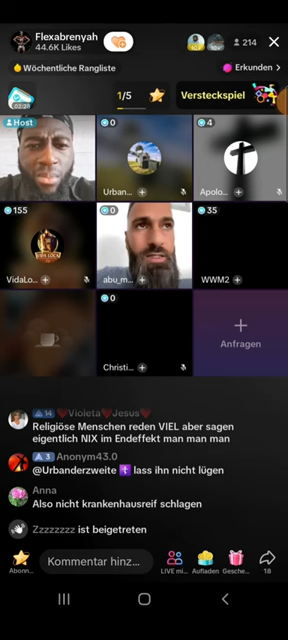 Flexabrenyah
44.6K Likes
214
Wöchentliche Rangliste
Erkunden >
1/5
Versteckspiel
Host
0
4
Urban...
Apolo...
155
0
35
VidaLo...
abu_m...
WWM2
0
Christi...
Anfragen
14 ❤️Violeta❤️Jesus❤️
Religiöse Menschen reden VIEL aber sagen
eigentlich NIX im Endeffekt man man man
3 Anonym43.0
@Urbanderzweite ✝️ lass ihn nicht lügen
Anna
Also nicht krankenhausreif schlagen
Zzzzzzzz ist beigetreten
Abonn...
Kommentar hinz...
LIVE mi...
Aufladen
Gesche...
18